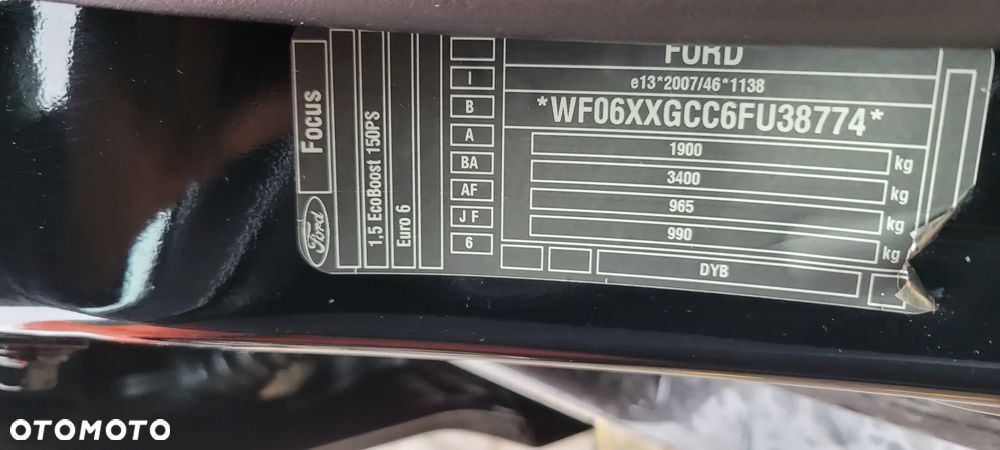 Focus
Ford
1,5 EcoBoost 150PS
Euro 6
I
B
A
BA
AF
JF
6
FORD
e13*2007/46*1138
*WF06XXGCC6FU38774*
1900 kg
3400 kg
965 kg
990 kg
DYB
OTOMOTO